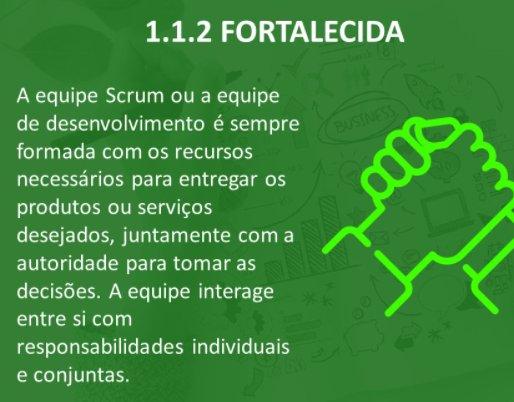 1.1.2 FORTALECIDA
A equipe Scrum ou a equipe
de desenvolvimento é sempre
formada com os recursos
necessários para entregar os
produtos ou serviços
desejados, juntamente com a
autoridade para tomar as
decisões. A equipe interage
entre si com
responsabilidades individuais
e conjuntas.
BUSINESS